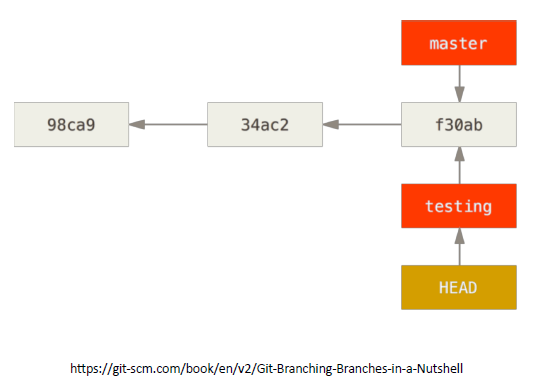 master
98ca9
34ac2
f30ab
testing
HEAD
https://git-scm.com/book/en/v2/Git-Branching-Branches-in-a-Nutshell